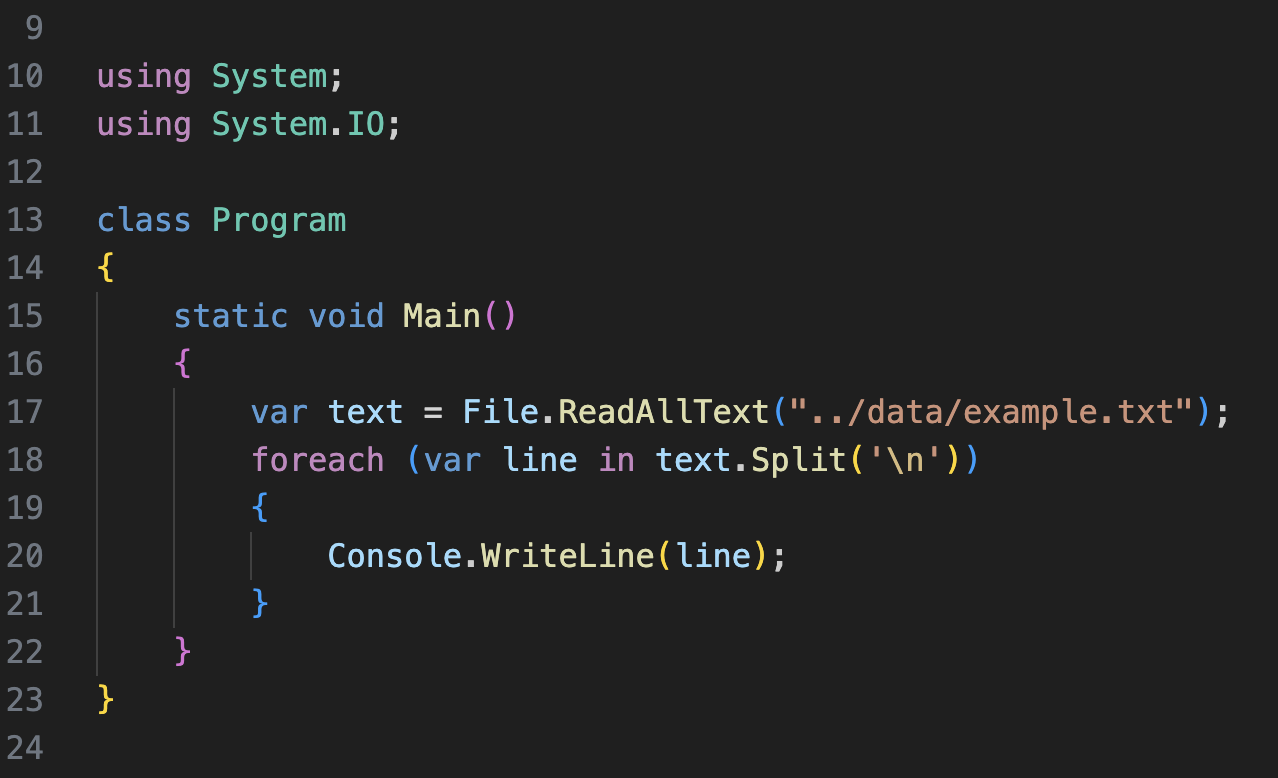 9
10 using System;
11 using System.IO;
12
13 class Program
14 {
15     static void Main()
16     {
17         var text = File.ReadAllText("../data/example.txt");
18         foreach (var line in text.Split('\n'))
19         {
20             Console.WriteLine(line);
21         }
22     }
23 }
24